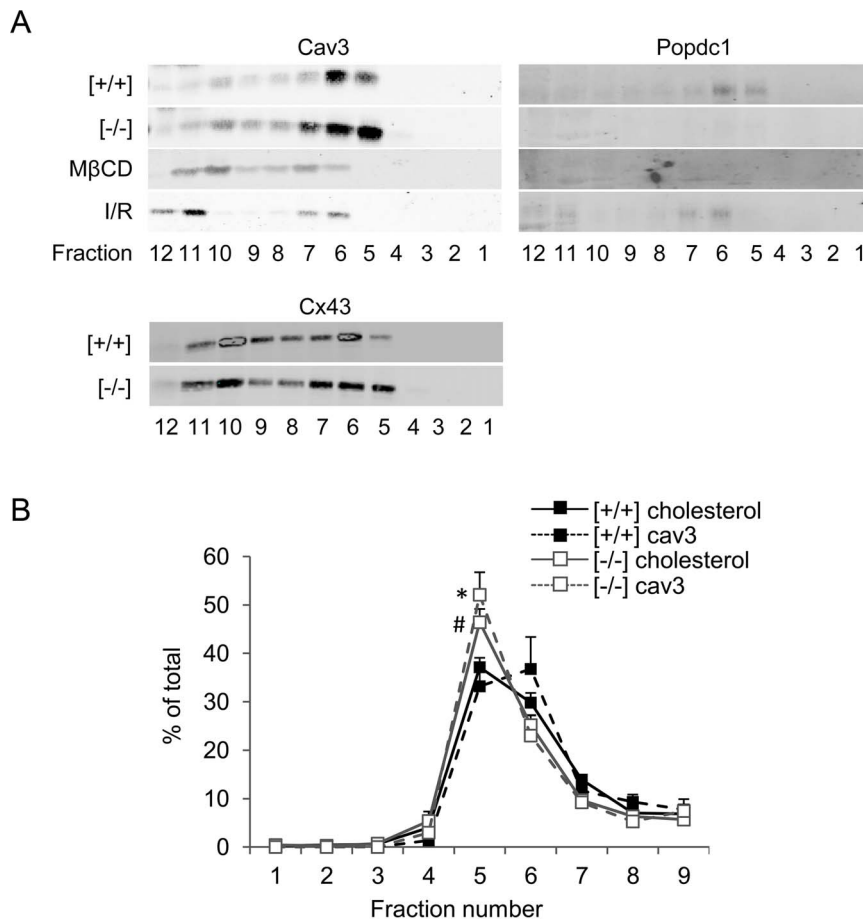 A
Cav3 Popdc1
[+/+]
[-/-]
MβCD
I/R
Fraction 12 11 10 9 8 7 6 5 4 3 2 1 12 11 10 9 8 7 6 5 4 3 2 1
Cx43
[+/+]
[-/-]
12 11 10 9 8 7 6 5 4 3 2 1
B
[+/+] cholesterol
[+/+] cav3
[-/-] cholesterol
[-/-] cav3
% of total
60
50
40
30
20
10
0
*
#
1 2 3 4 5 6 7 8 9
Fraction number